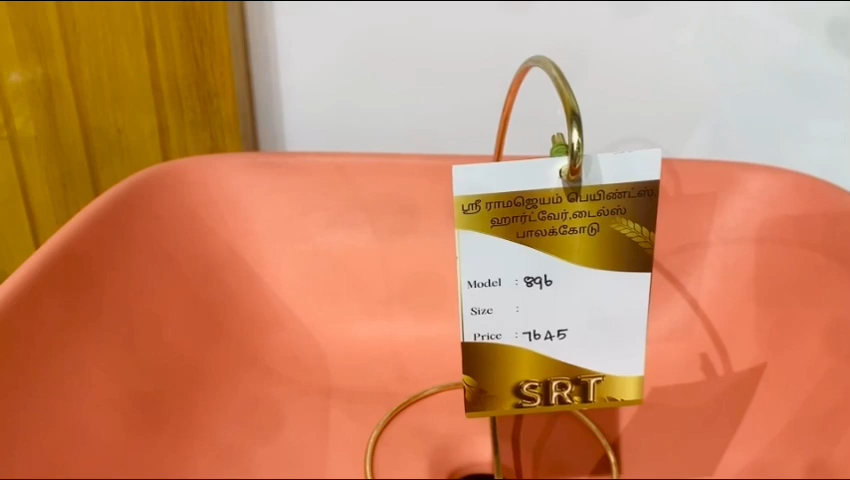 ஸ்ரீ ராமஜெயம் பெயிண்ட்ஸ்
ஹார்ட்வேர்,டைல்ஸ்
பாலக்கோடு
Model : 896
Size :
Price : 7645
SRT